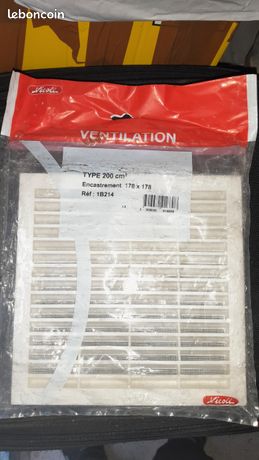 leboncoin
Nicoll
VENTILATION
TYPE 200 cm²
Encastrement 178 x 178
Réf : 1B214
Nicoll